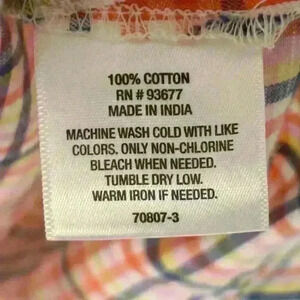 100% COTTON
RN # 93677
MADE IN INDIA
MACHINE WASH COLD WITH LIKE
COLORS. ONLY NON-CHLORINE
BLEACH WHEN NEEDED.
TUMBLE DRY LOW.
WARM IRON IF NEEDED.
70807-3